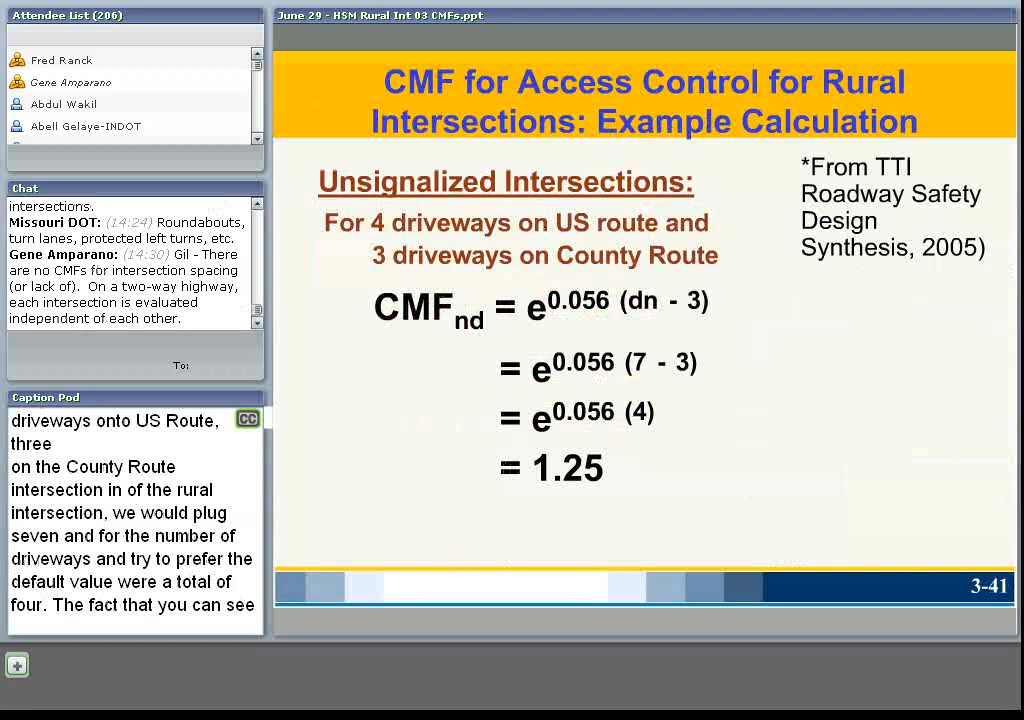 Attendee List (206)
Fred Ranck
Gene Amparano
Abdul Wakil
Abell Gelaye-INDOT
Chat
intersections.
Missouri DOT: (14:24) Roundabouts,
turn lanes, protected left turns, etc.
Gene Amparano: (14:30) Gil - There
are no CMFs for intersection spacing
(or lack of). On a two-way highway,
each intersection is evaluated
independent of each other.
To:
Caption Pod
driveways onto US Route,
three
on the County Route
intersection in of the rural
intersection, we would plug
seven and for the number of
driveways and try to prefer the
default value were a total of
four. The fact that you can see
CC
June 29 - HSM Rural Int 03 CMFs.ppt
CMF for Access Control for Rural
Intersections: Example Calculation
Unsignalized Intersections:
For 4 driveways on US route and
3 driveways on County Route
CMFnd = e0.056 (dn - 3)
= e0.056 (7 - 3)
= e0.056 (4)
= 1.25
*From TTI
Roadway Safety
Design
Synthesis, 2005)
3-41